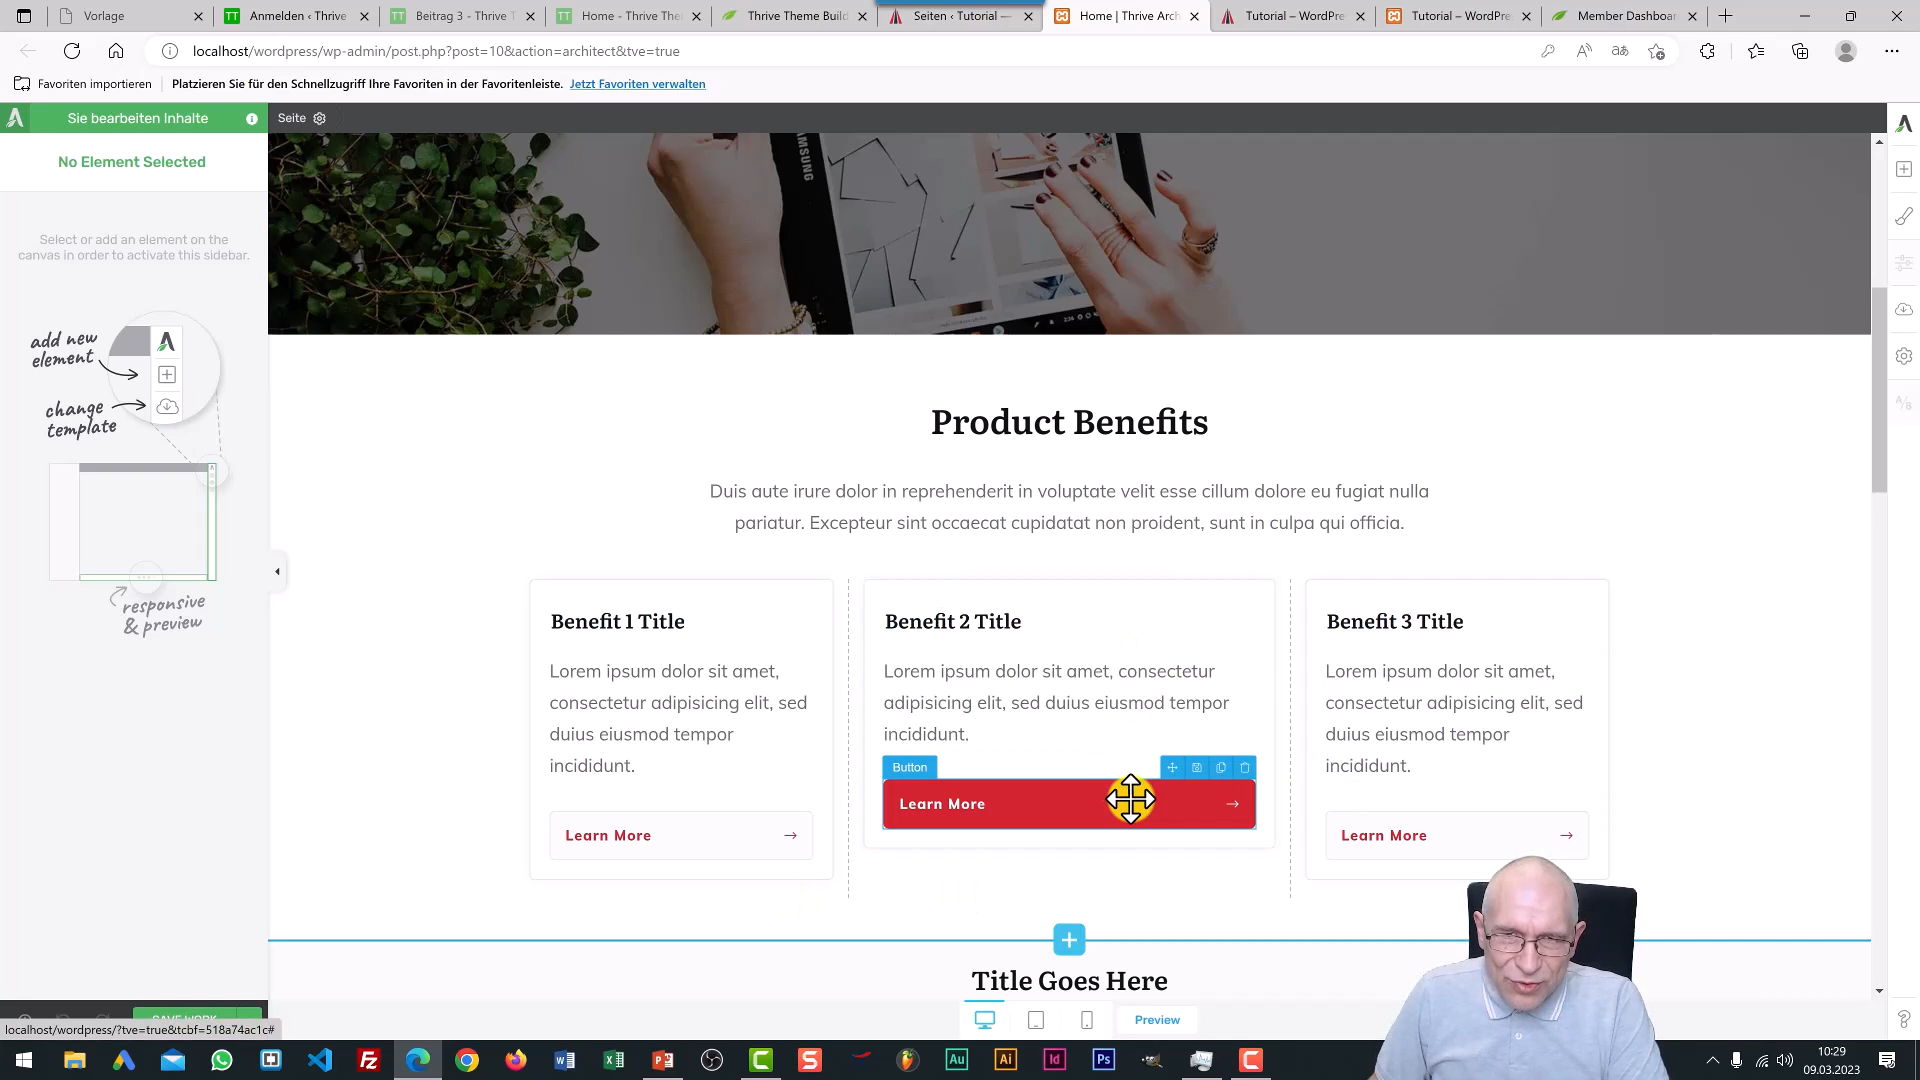 Vorlage
Anmelden ‹ Thrive
Beitrag 3 - Thrive T
Home - Thrive The
Thrive Theme Build
Seiten ‹ Tutorial —
Home | Thrive Arch
Tutorial – WordPre
Tutorial – WordPre
Member Dashboa
localhost/wordpress/wp-admin/post.php?post=10&action=architect&tve=true
Favoriten importieren
Platzieren Sie für den Schnellzugriff Ihre Favoriten in der Favoritenleiste. Jetzt Favoriten verwalten
Sie bearbeiten Inhalte
Seite
No Element Selected
SAMSUNG
Select or add an element on the
canvas in order to activate this sidebar.
add new
element
change
template
responsive
& preview
Product Benefits
Duis aute irure dolor in reprehenderit in voluptate velit esse cillum dolore eu fugiat nulla
pariatur. Excepteur sint occaecat cupidatat non proident, sunt in culpa qui officia.
Benefit 1 Title
Lorem ipsum dolor sit amet,
consectetur adipisicing elit, sed
duius eiusmod tempor
incididunt.
Learn More
Benefit 2 Title
Lorem ipsum dolor sit amet, consectetur
adipisicing elit, sed duius eiusmod tempor
incididunt.
Button
Learn More
Benefit 3 Title
Lorem ipsum dolor sit amet,
consectetur adipisicing elit, sed
duius eiusmod tempor
incididunt.
Learn More
Title Goes Here
SAVE WORK
localhost/wordpress/?tve=true&tcbf=518a74ac1c#
Preview
A/B
10:29
09.03.2023